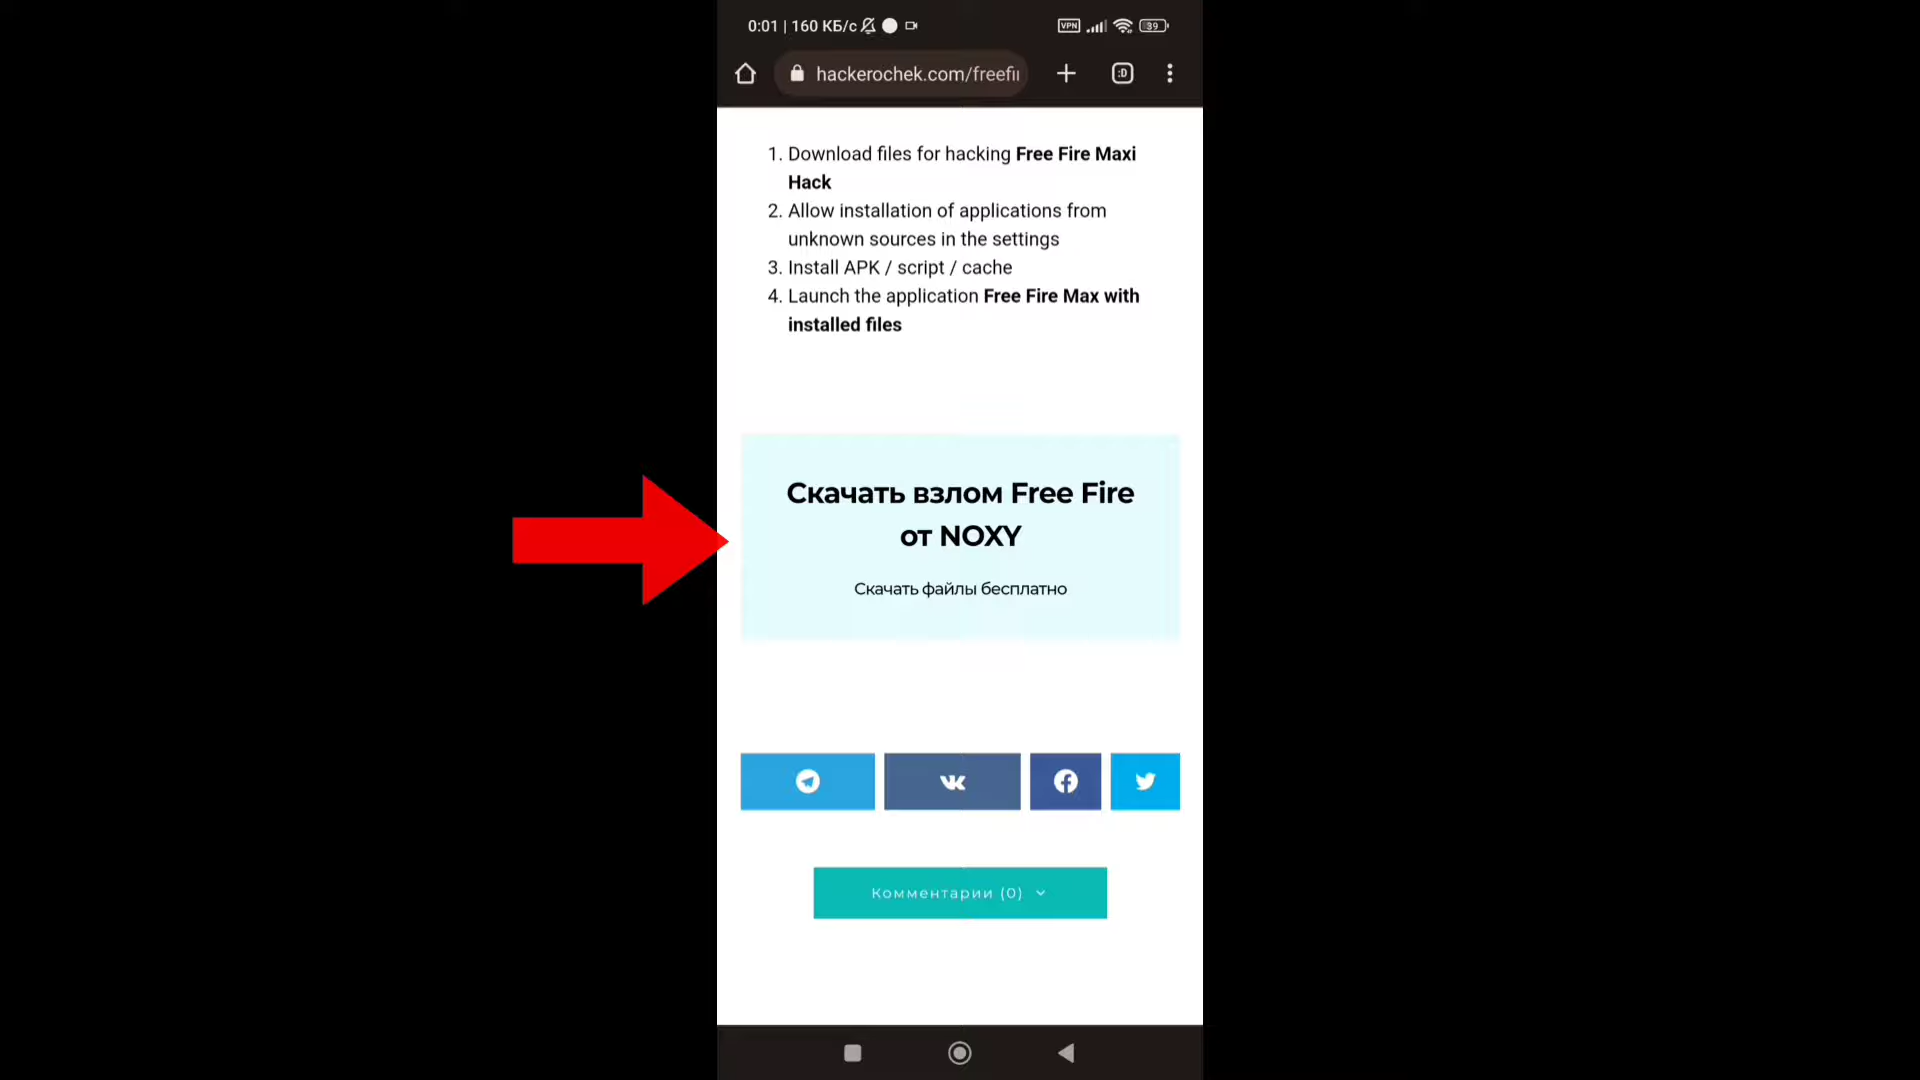 0:01 | 160 КБ/с
VPN
39
hackerochek.com/freefi
:D
1. Download files for hacking Free Fire Maxi
Hack
2. Allow installation of applications from
unknown sources in the settings
3. Install APK / script / cache
4. Launch the application Free Fire Max with
installed files
Скачать взлом Free Fire
от NOXY
Скачать файлы бесплатно
Комментарии (0)